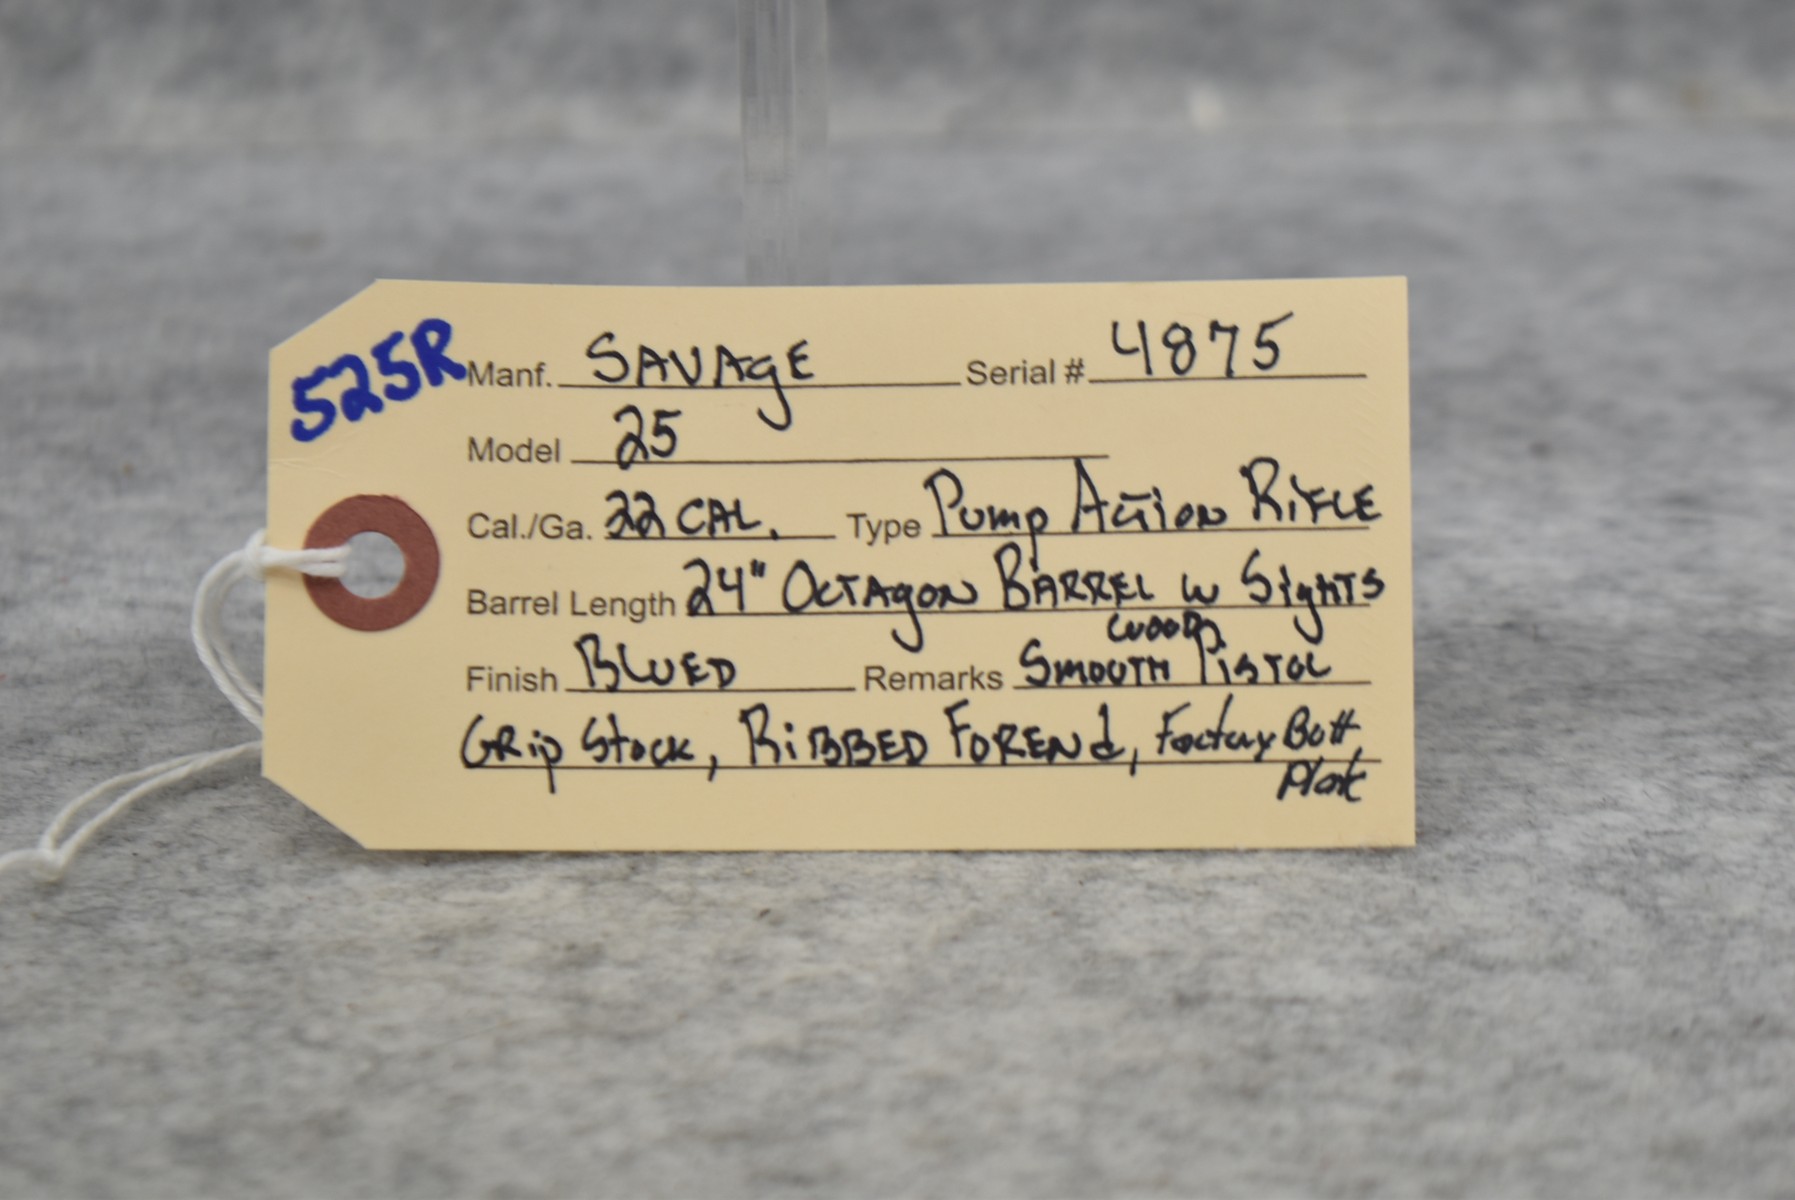 525R
Manf. SAVAgE Serial # 4875
Model 25
Cal./Ga. 22 CAL. Type Pump Action RiFLE
Barrel Length 24" OCTAgON BARREL w SigHTS
WOOD
Finish BLUED Remarks SMOOTH PiSTOL
GRip Stock, RiBBED FOREND, Factory Butt
Plate